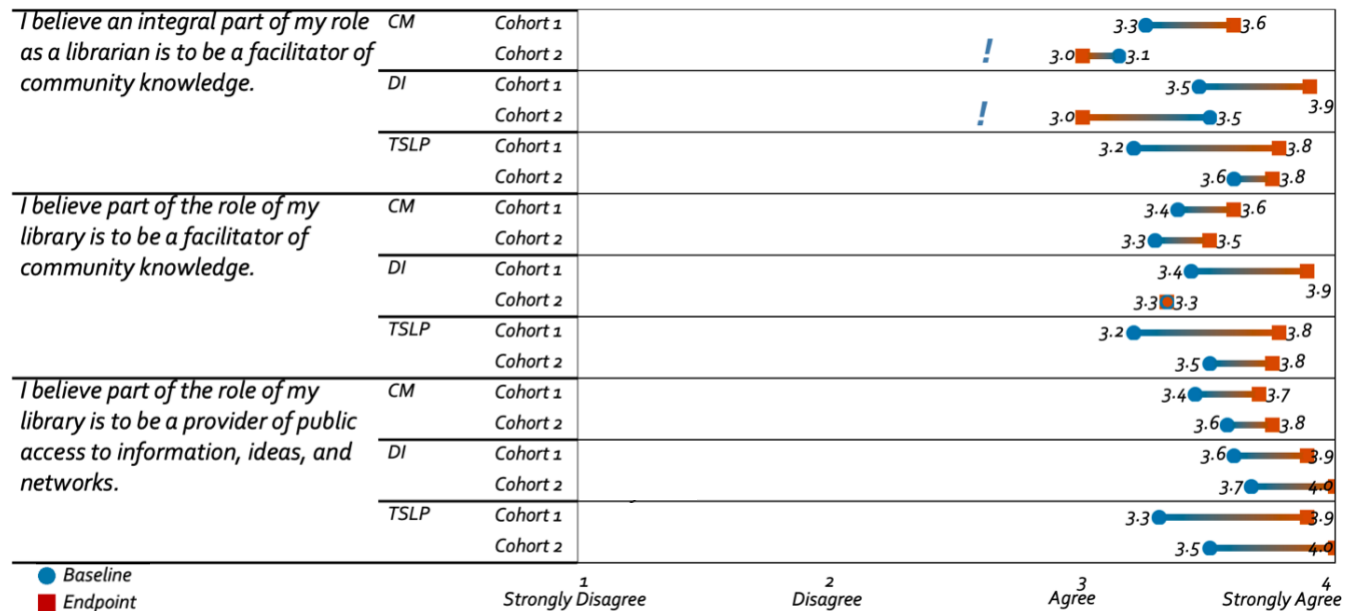 I believe an integral part of my role CM Cohort 1 3.3 3.6
as a librarian is to be a facilitator of Cohort 2 ! 3.0 3.1
community knowledge. DI Cohort 1 3.5 3.9
Cohort 2 ! 3.0 3.5
TSLP Cohort 1 3.2 3.8
Cohort 2 3.6 3.8
I believe part of the role of my CM Cohort 1 3.4 3.6
library is to be a facilitator of Cohort 2 3.3 3.5
community knowledge. DI Cohort 1 3.4 3.9
Cohort 2 3.3 3.3
TSLP Cohort 1 3.2 3.8
Cohort 2 3.5 3.8
I believe part of the role of my CM Cohort 1 3.4 3.7
library is to be a provider of public Cohort 2 3.6 3.8
access to information, ideas, and DI Cohort 1 3.6 3.9
networks. Cohort 2 3.7 4.0
TSLP Cohort 1 3.3 3.9
Cohort 2 3.5 4.0
Baseline 1 2 3 4
Endpoint Strongly Disagree Disagree Agree Strongly Agree